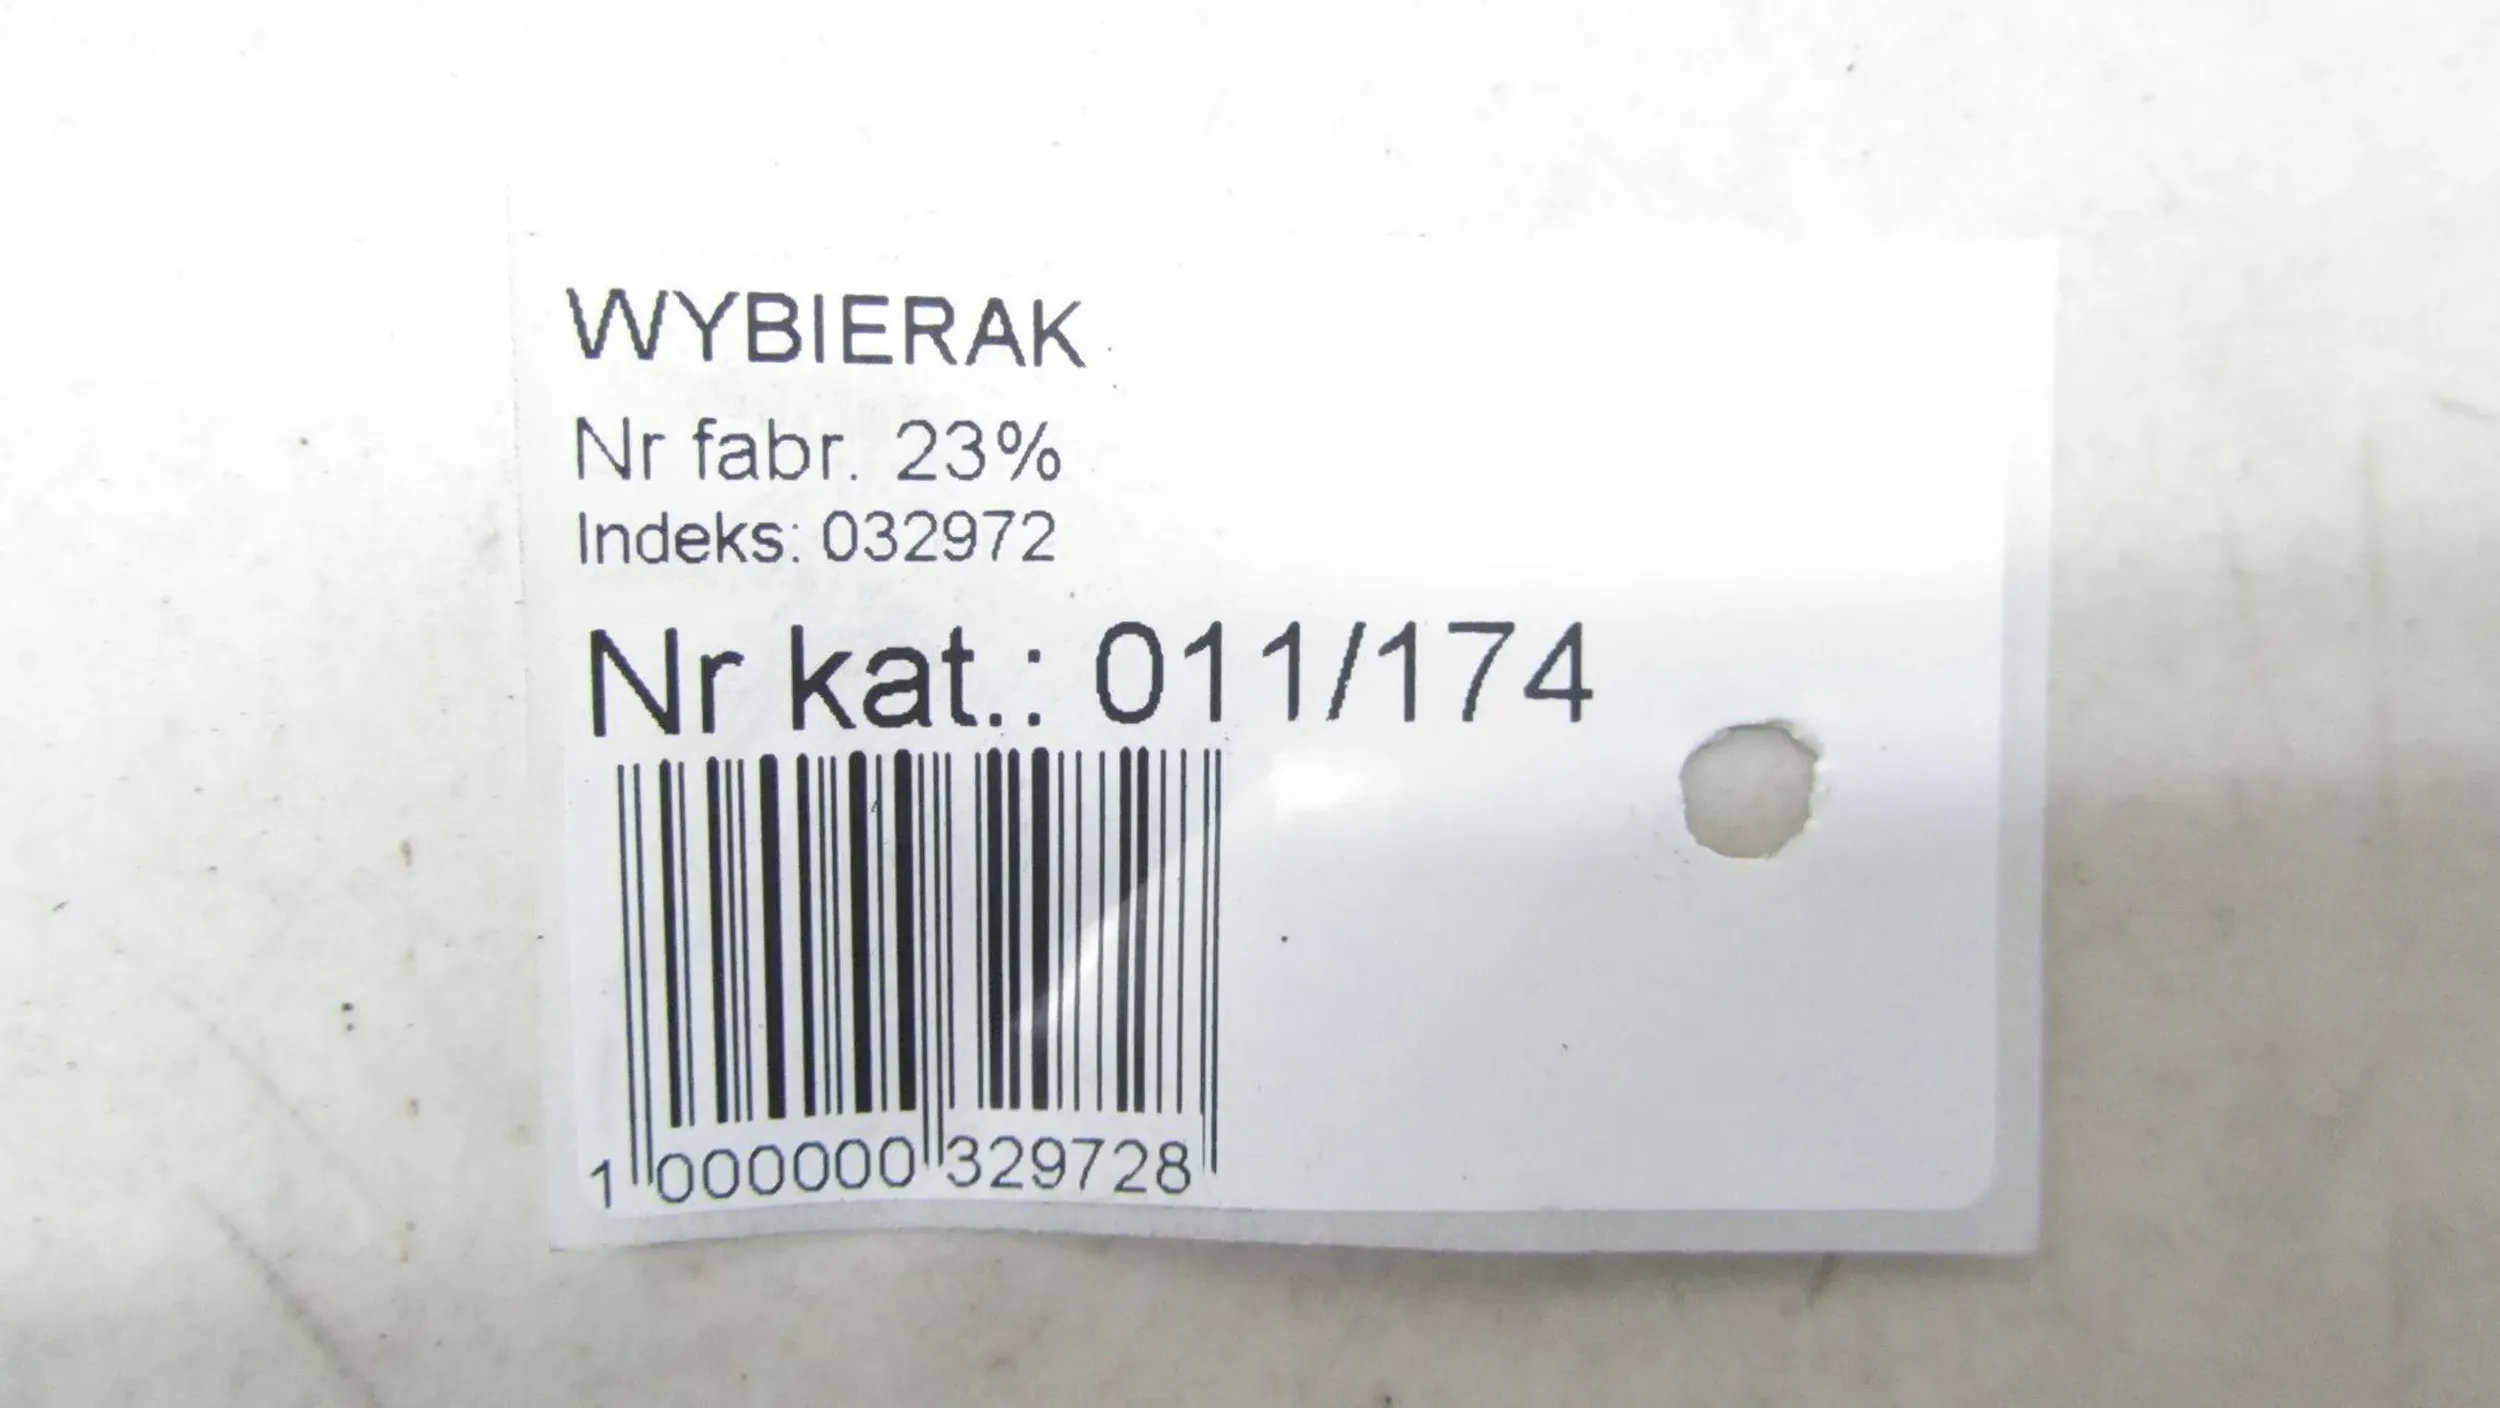 WYBIERAK
Nr fabr. 23%
Indeks: 032972
Nr kat.: 011/174
1 000000 329728